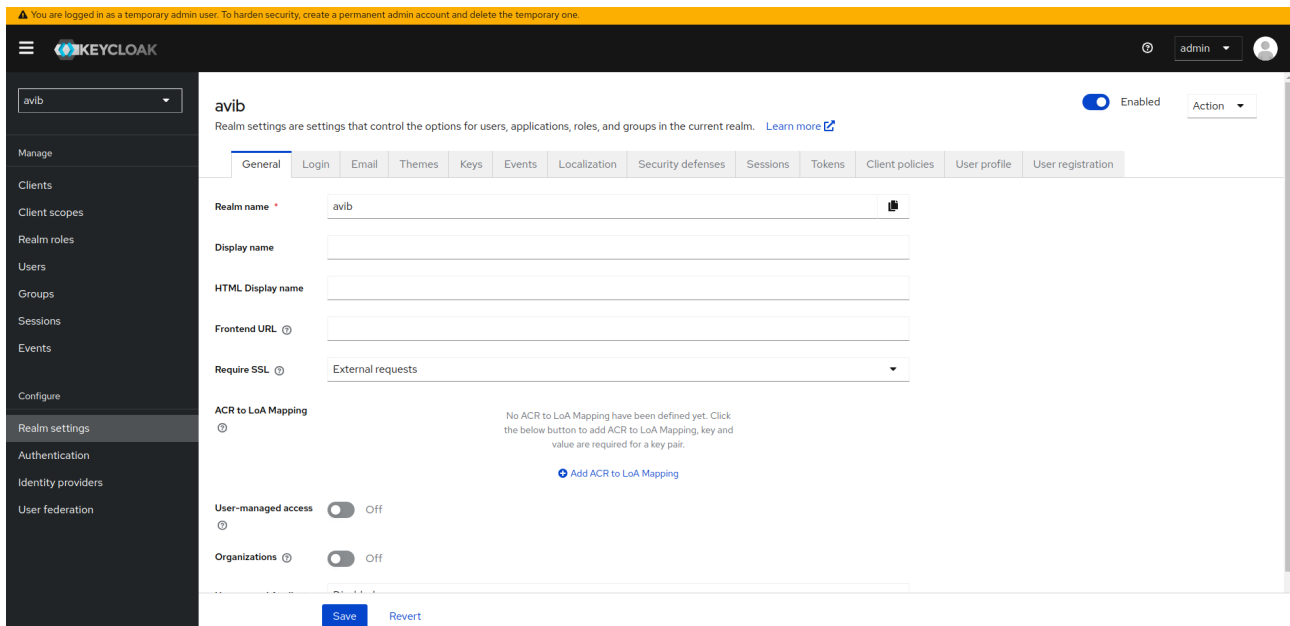 You are logged in as a temporary admin user. To harden security, create a permanent admin account and delete the temporary one.
KEYCLOAK
admin
avib
Manage
Clients
Client scopes
Realm roles
Users
Groups
Sessions
Events
Configure
Realm settings
Authentication
Identity providers
User federation
avib
Enabled
Action
Realm settings are settings that control the options for users, applications, roles, and groups in the current realm. Learn more
General Login Email Themes Keys Events Localization Security defenses Sessions Tokens Client policies User profile User registration
Realm name * avib
Display name
HTML Display name
Frontend URL
Require SSL External requests
ACR to LoA Mapping
No ACR to LoA Mapping have been defined yet. Click
the below button to add ACR to LoA Mapping, key and
value are required for a key pair.
Add ACR to LoA Mapping
User-managed access Off
Organizations Off
Save Revert